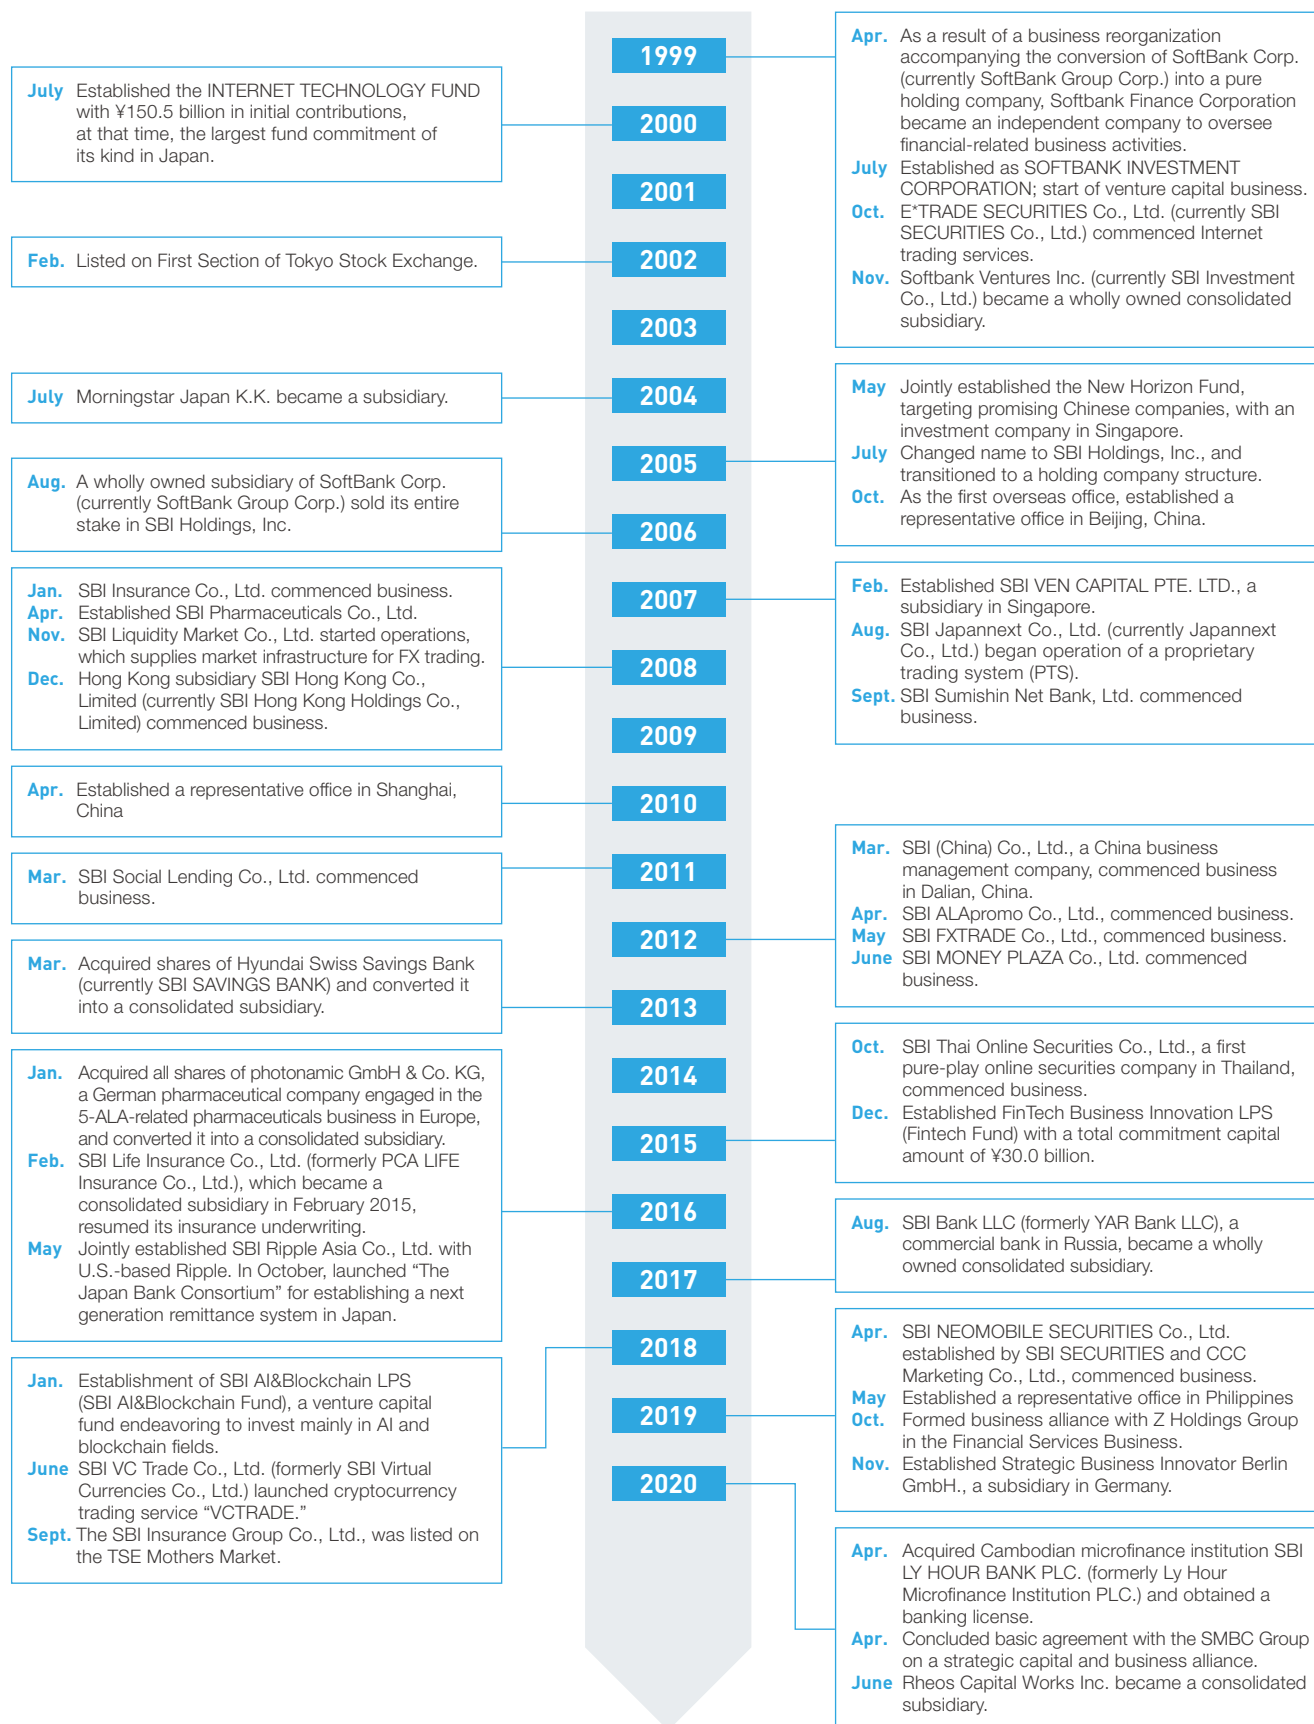 1999
Apr. As a result of a business reorganization
accompanying the conversion of SoftBank Corp.
(currently SoftBank Group Corp.) into a pure
holding company, Softbank Finance Corporation
became an independent company to oversee
financial-related business activities.
July Established as SOFTBANK INVESTMENT
CORPORATION; start of venture capital business.
Oct. E*TRADE SECURITIES Co., Ltd. (currently SBI
SECURITIES Co., Ltd.) commenced Internet
trading services.
Nov. Softbank Ventures Inc. (currently SBI Investment
Co., Ltd.) became a wholly owned consolidated
subsidiary.
July Established the INTERNET TECHNOLOGY FUND
with ¥150.5 billion in initial contributions,
at that time, the largest fund commitment of
its kind in Japan.
2000
2001
Feb. Listed on First Section of Tokyo Stock Exchange.
2002
2003
July Morningstar Japan K.K. became a subsidiary.
2004
2005
May Jointly established the New Horizon Fund,
targeting promising Chinese companies, with an
investment company in Singapore.
July Changed name to SBI Holdings, Inc., and
transitioned to a holding company structure.
Oct. As the first overseas office, established a
representative office in Beijing, China.
Aug. A wholly owned subsidiary of SoftBank Corp.
(currently SoftBank Group Corp.) sold its entire
stake in SBI Holdings, Inc.
2006
2007
Feb. Established SBI VEN CAPITAL PTE. LTD., a
subsidiary in Singapore.
Aug. SBI Japannext Co., Ltd. (currently Japannext
Co., Ltd.) began operation of a proprietary
trading system (PTS).
Sept. SBI Sumishin Net Bank, Ltd. commenced
business.
Jan. SBI Insurance Co., Ltd. commenced business.
Apr. Established SBI Pharmaceuticals Co., Ltd.
Nov. SBI Liquidity Market Co., Ltd. started operations,
which supplies market infrastructure for FX trading.
Dec. Hong Kong subsidiary SBI Hong Kong Co.,
Limited (currently SBI Hong Kong Holdings Co.,
Limited) commenced business.
2008
2009
Apr. Established a representative office in Shanghai,
China
2010
Mar. SBI Social Lending Co., Ltd. commenced
business.
2011
2012
Mar. SBI (China) Co., Ltd., a China business
management company, commenced business
in Dalian, China.
Apr. SBI ALApromo Co., Ltd., commenced business.
May SBI FXTRADE Co., Ltd., commenced business.
June SBI MONEY PLAZA Co., Ltd. commenced
business.
Mar. Acquired shares of Hyundai Swiss Savings Bank
(currently SBI SAVINGS BANK) and converted it
into a consolidated subsidiary.
2013
2014
2015
Oct. SBI Thai Online Securities Co., Ltd., a first
pure-play online securities company in Thailand,
commenced business.
Dec. Established FinTech Business Innovation LPS
(Fintech Fund) with a total commitment capital
amount of ¥30.0 billion.
Jan. Acquired all shares of photonamic GmbH & Co. KG,
a German pharmaceutical company engaged in the
5-ALA-related pharmaceuticals business in Europe,
and converted it into a consolidated subsidiary.
Feb. SBI Life Insurance Co., Ltd. (formerly PCA LIFE
Insurance Co., Ltd.), which became a
consolidated subsidiary in February 2015,
resumed its insurance underwriting.
May Jointly established SBI Ripple Asia Co., Ltd. with
U.S.-based Ripple. In October, launched “The
Japan Bank Consortium” for establishing a next
generation remittance system in Japan.
2016
2017
Aug. SBI Bank LLC (formerly YAR Bank LLC), a
commercial bank in Russia, became a wholly
owned consolidated subsidiary.
2018
Jan. Establishment of SBI AI&Blockchain LPS
(SBI AI&Blockchain Fund), a venture capital
fund endeavoring to invest mainly in AI and
blockchain fields.
June SBI VC Trade Co., Ltd. (formerly SBI Virtual
Currencies Co., Ltd.) launched cryptocurrency
trading service “VCTRADE.”
Sept. The SBI Insurance Group Co., Ltd., was listed on
the TSE Mothers Market.
2019
Apr. SBI NEOMOBILE SECURITIES Co., Ltd.
established by SBI SECURITIES and CCC
Marketing Co., Ltd., commenced business.
May Established a representative office in Philippines
Oct. Formed business alliance with Z Holdings Group
in the Financial Services Business.
Nov. Established Strategic Business Innovator Berlin
GmbH., a subsidiary in Germany.
2020
Apr. Acquired Cambodian microfinance institution SBI
LY HOUR BANK PLC. (formerly Ly Hour
Microfinance Institution PLC.) and obtained a
banking license.
Apr. Concluded basic agreement with the SMBC Group
on a strategic capital and business alliance.
June Rheos Capital Works Inc. became a consolidated
subsidiary.